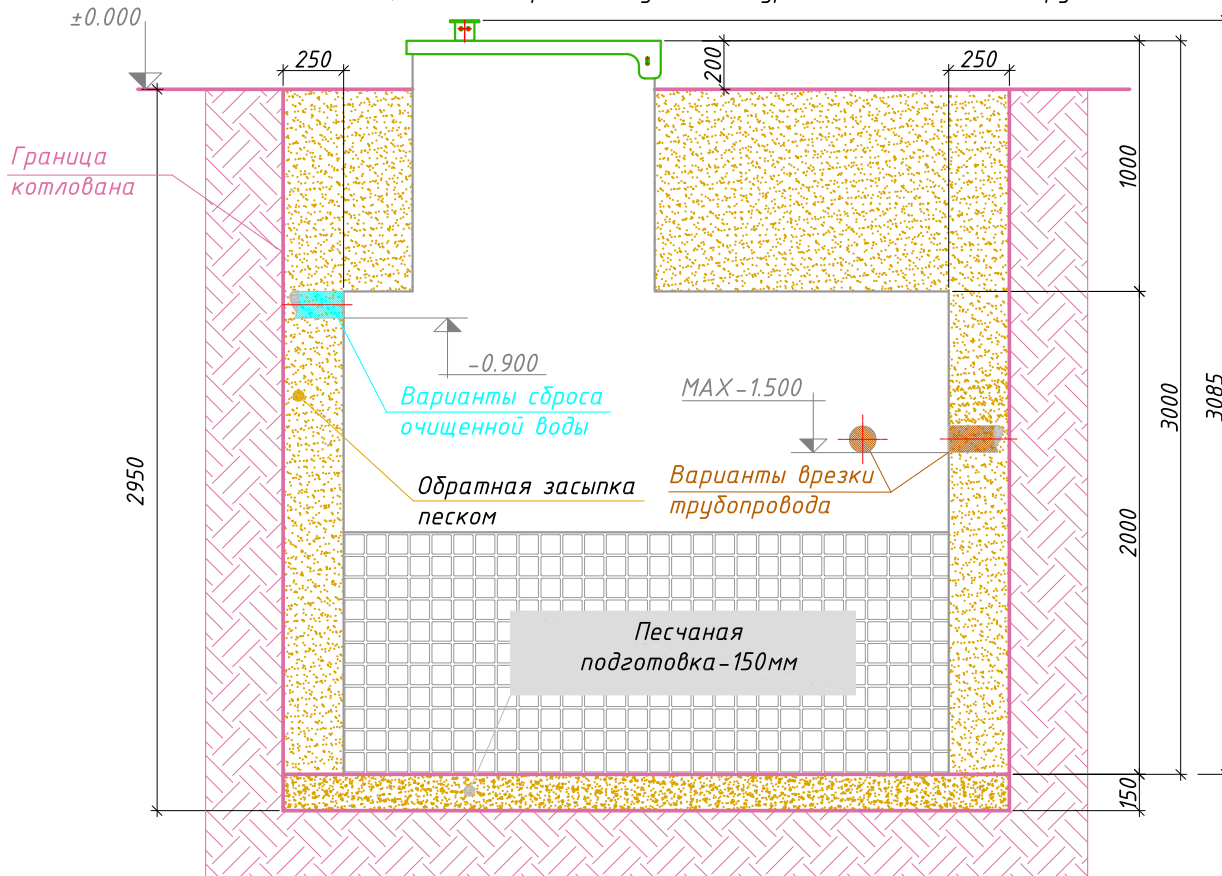 ±0.000
250
200
250
Граница
котлована
1000
-0.900
MAX-1.500
3000
3085
Варианты сброса
очищенной воды
2950
Обратная засыпка
песком
Варианты врезки
трубопровода
2000
Песчаная
подготовка-150мм
150